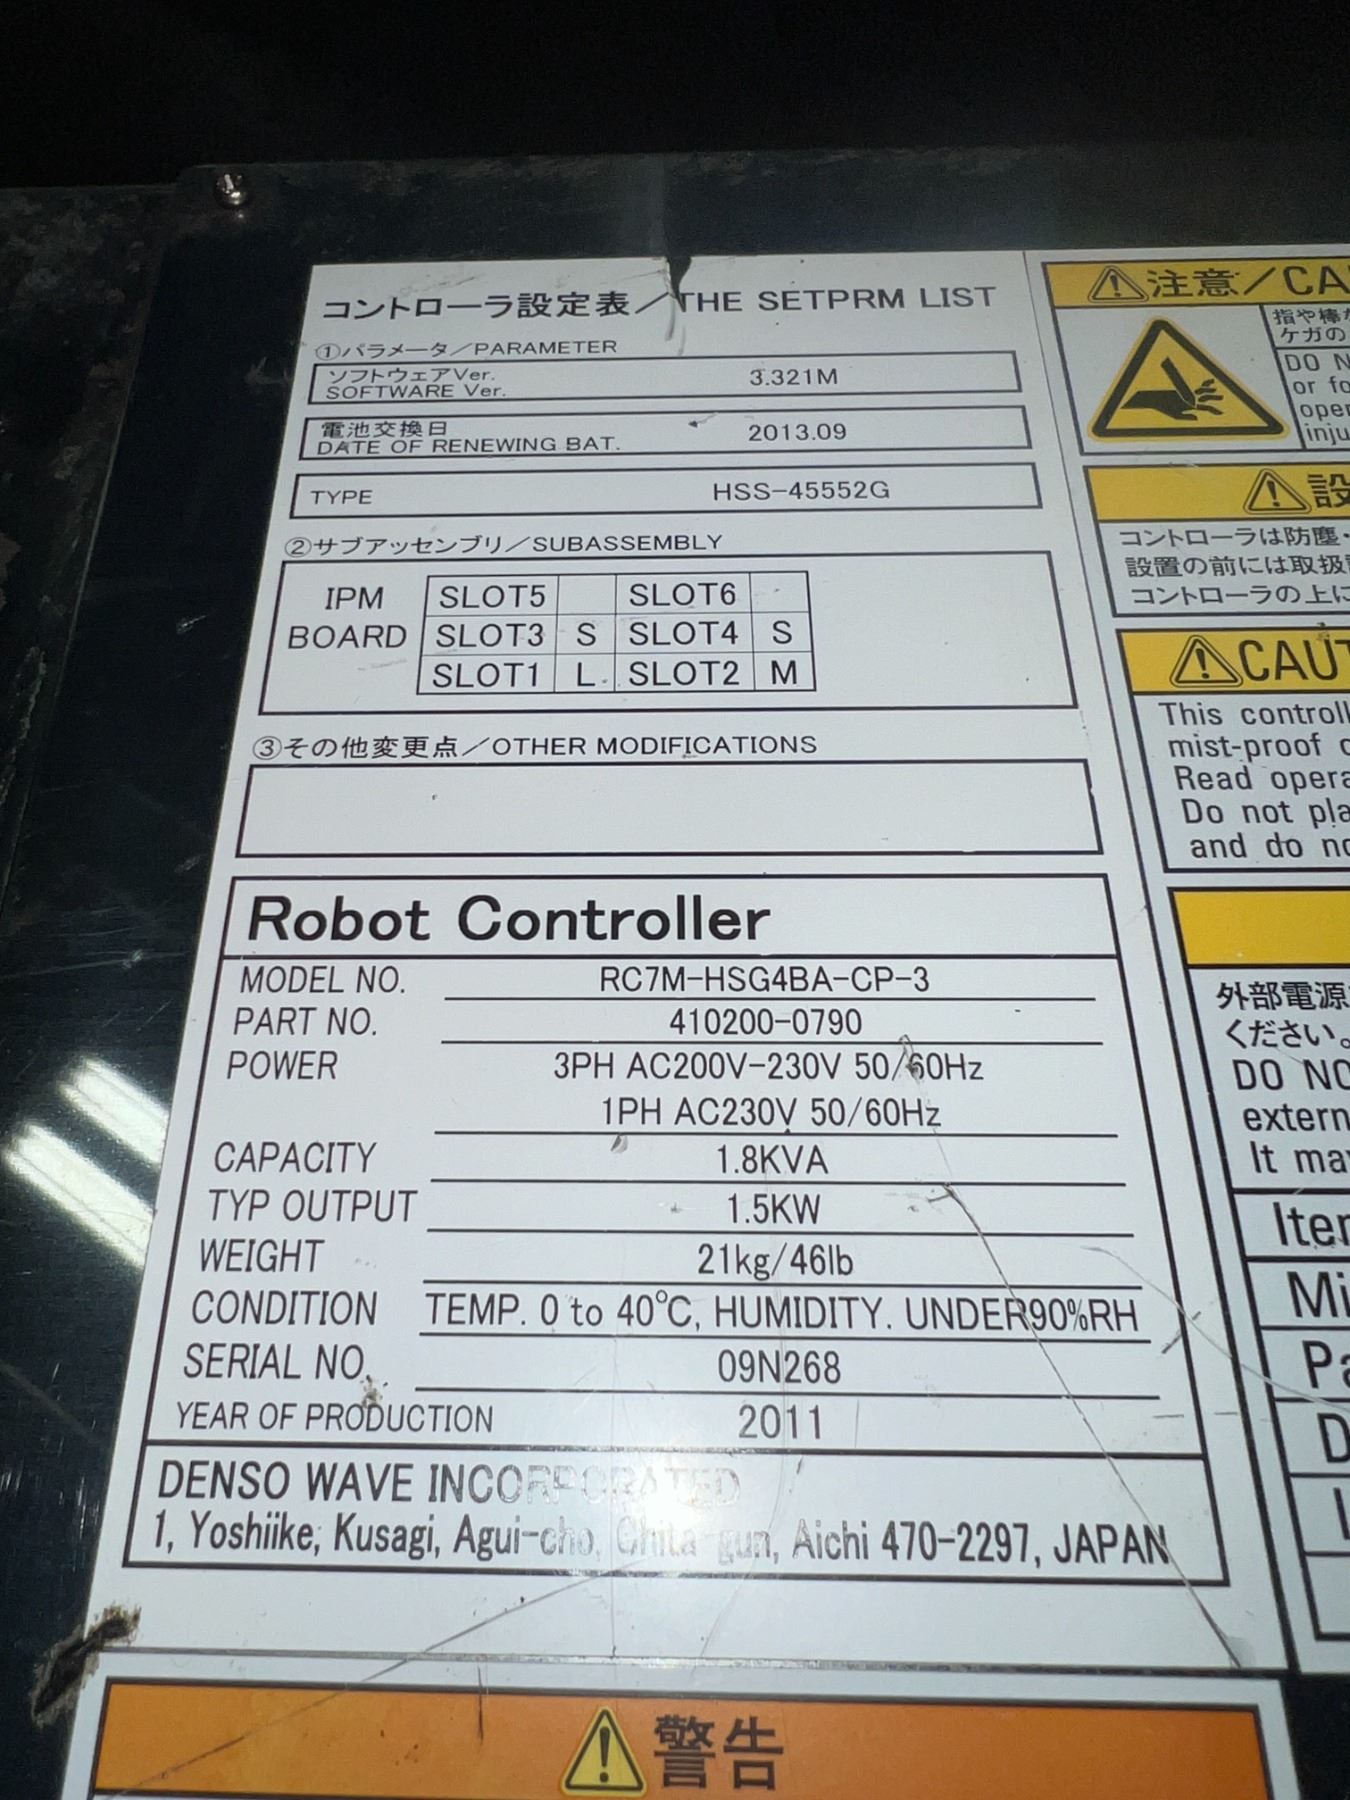 コントローラ設定表／THE SETPRM LIST
①パラメータ／PARAMETER
ソフトウェアVer.
SOFTWARE Ver.
3.321M
電池交換日
DATE OF RENEWING BAT.
2013.09
TYPE HSS-45552G
②サブアッセンブリ／SUBASSEMBLY
IPM BOARD
SLOT5 SLOT6
SLOT3 S SLOT4 S
SLOT1 L SLOT2 M
③その他変更点／OTHER MODIFICATIONS
Robot Controller
MODEL NO. RC7M-HSG4BA-CP-3
PART NO. 410200-0790
POWER 3PH AC200V-230V 50/60Hz
1PH AC230V 50/60Hz
CAPACITY 1.8KVA
TYP OUTPUT 1.5KW
WEIGHT 21kg/46lb
CONDITION TEMP. 0 to 40℃, HUMIDITY. UNDER90%RH
SERIAL NO. 09N268
YEAR OF PRODUCTION 2011
DENSO WAVE INCORPORATED
1, Yoshiike, Kusagi, Agui-cho, Chita-gun, Aichi 470-2297, JAPAN
警告
注意／
指や棒
ケガの
DO
or
設
コントローラは防塵・
設置の前には取扱
コントローラの上に
This
mist-proof
Read
Do not
and do
外部電源
ください。
DO
It